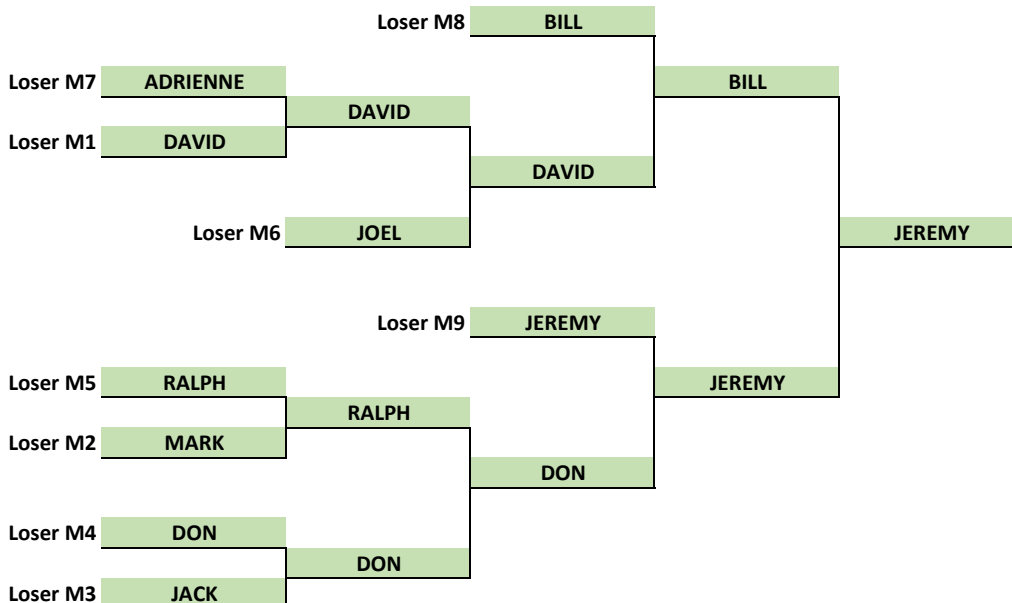 Loser M8 BILL
Loser M7 ADRIENNE BILL
DAVID
Loser M1 DAVID
DAVID
Loser M6 JOEL JEREMY
Loser M9 JEREMY
Loser M5 RALPH JEREMY
RALPH
Loser M2 MARK
DON
Loser M4 DON
DON
Loser M3 JACK